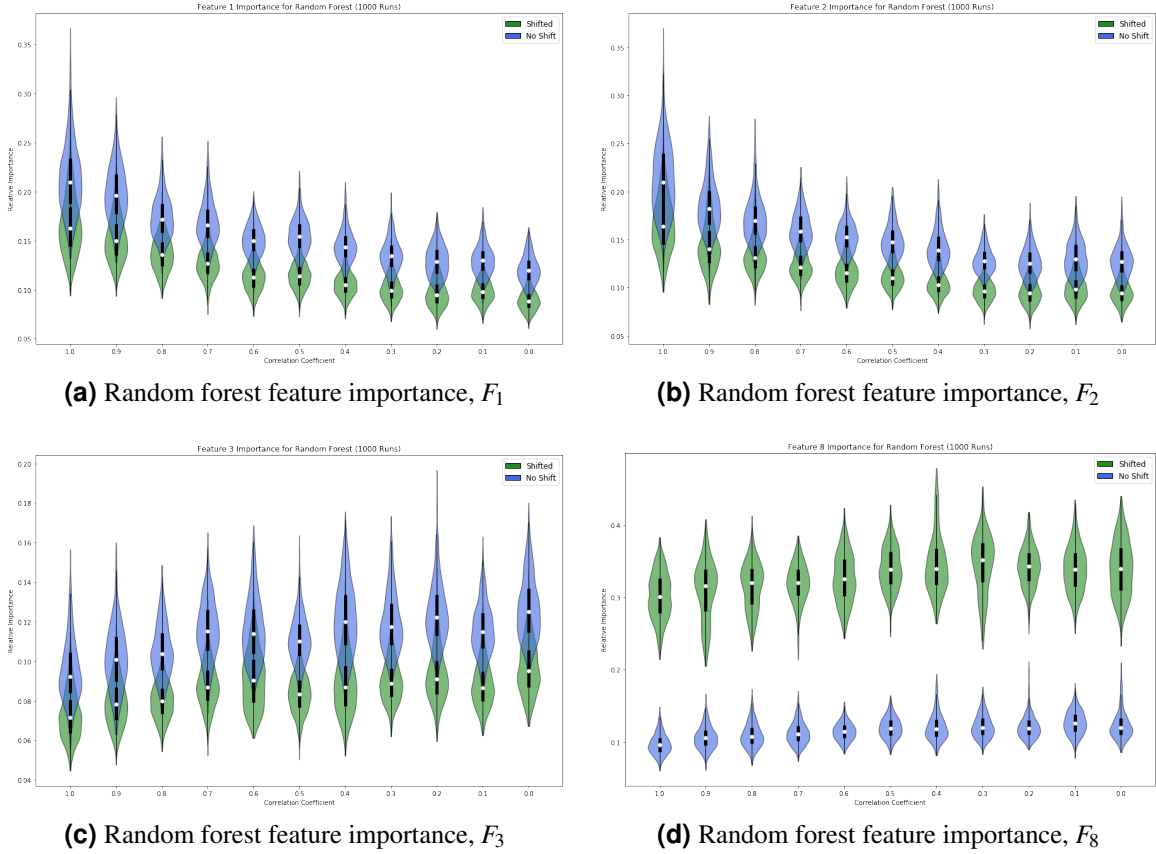 Feature 1 Importance for Random Forest (1000 Runs)
Shifted
No Shift
0.35
0.30
0.25
0.20
0.15
0.10
0.05
Relative Importance
1.0 0.9 0.8 0.7 0.6 0.5 0.4 0.3 0.2 0.1 0.0
Correlation Coefficient
(a) Random forest feature importance, F1
Feature 2 Importance for Random Forest (1000 Runs)
Shifted
No Shift
0.35
0.30
0.25
0.20
0.15
0.10
0.05
Relative Importance
1.0 0.9 0.8 0.7 0.6 0.5 0.4 0.3 0.2 0.1 0.0
Correlation Coefficient
(b) Random forest feature importance, F2
Feature 3 Importance for Random Forest (1000 Runs)
Shifted
No Shift
0.20
0.18
0.16
0.14
0.12
0.10
0.08
0.06
0.04
Relative Importance
1.0 0.9 0.8 0.7 0.6 0.5 0.4 0.3 0.2 0.1 0.0
Correlation Coefficient
(c) Random forest feature importance, F3
Feature 8 Importance for Random Forest (1000 Runs)
Shifted
No Shift
0.4
0.3
0.2
0.1
Relative Importance
1.0 0.9 0.8 0.7 0.6 0.5 0.4 0.3 0.2 0.1 0.0
Correlation Coefficient
(d) Random forest feature importance, F8